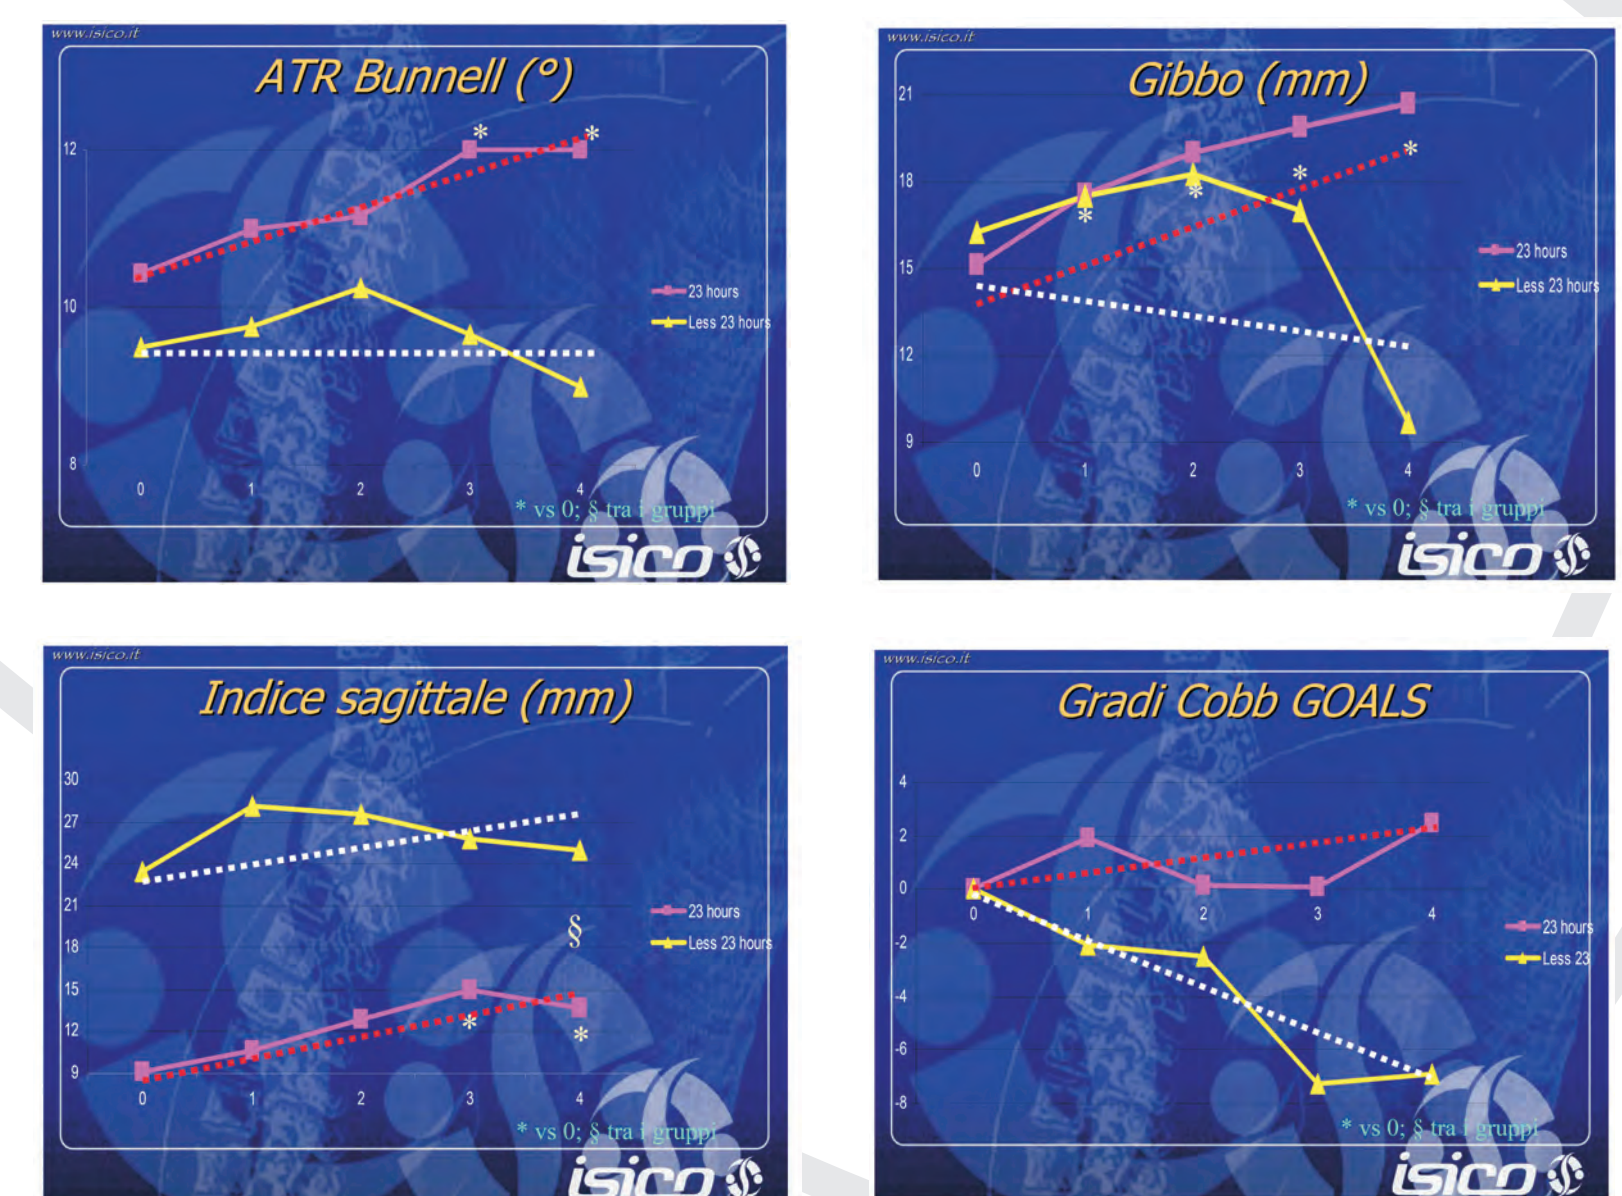 www.isico.it
ATR Bunnell (°)
12
10
8
0 1 2 3 4
* *
23 hours
Less 23 hours
* vs 0; § tra i gruppi
isico
www.isico.it
Gibbo (mm)
21
18
15
12
9
0 1 2 3 4
* * * *
23 hours
Less 23 hours
* vs 0; § tra i gruppi
isico
www.isico.it
Indice sagittale (mm)
30
27
24
21
18
15
12
9
0 1 2 3 4
§
* *
23 hours
Less 23 hours
* vs 0; § tra i gruppi
isico
www.isico.it
Gradi Cobb GOALS
4
2
0
-2
-4
-6
-8
0 1 2 3 4
23 hours
Less 23
* vs 0; § tra i gruppi
isico